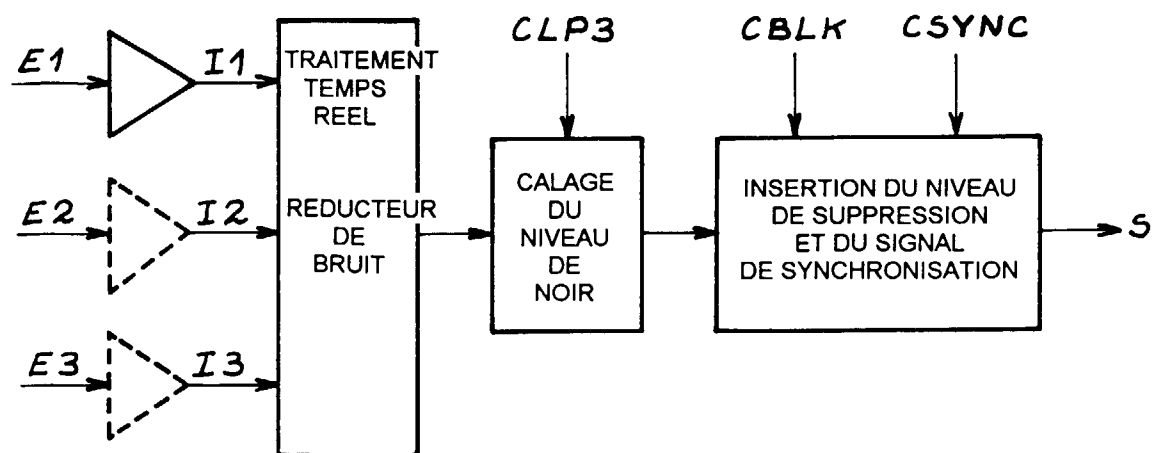 CLP3
CBLK
CSYNC
E1
I1
TRAITEMENT
TEMPS
REEL
E2
I2
REDUCTEUR
DE
BRUIT
CALAGE
DU
NIVEAU
DE
NOIR
INSERTION DU NIVEAU
DE SUPPRESSION
ET DU SIGNAL
DE SYNCHRONISATION
S
E3
I3